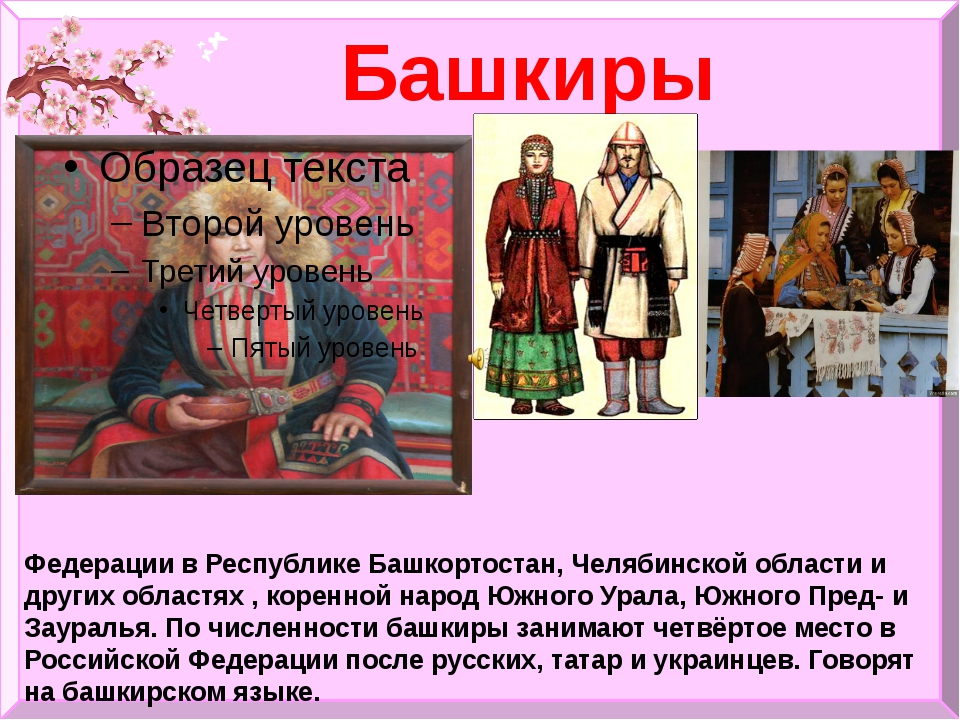 Башкиры
• Образец текста
– Второй уровень
– Третий уровень
• Четвертый уровень
– Пятый уровень
Федерации в Республике Башкортостан, Челябинской области и
других областях , коренной народ Южного Урала, Южного Пред- и
Зауралья. По численности башкиры занимают четвёртое место в
Российской Федерации после русских, татар и украинцев. Говорят
на башкирском языке.